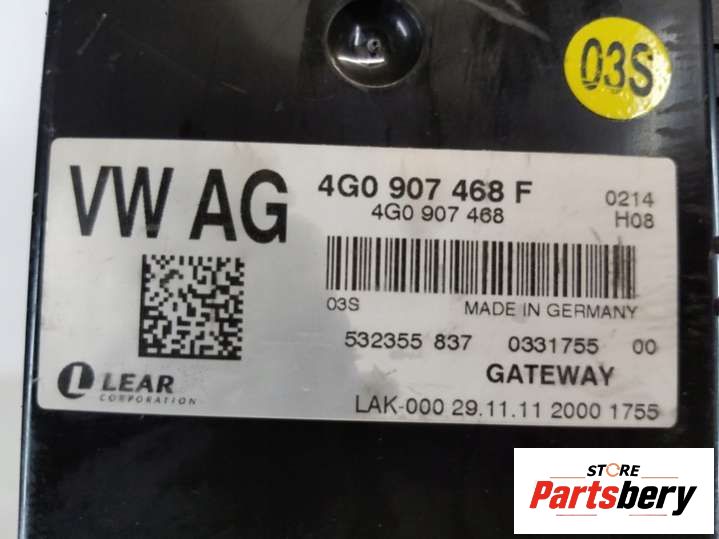 03S
VW AG
4G0 907 468 F
4G0 907 468
0214
H08
03S
MADE IN GERMANY
532355 837 0331755 00
LEAR
CORPORATION
GATEWAY
LAK-000 29.11.11 2000 1755
STORE
Partsbery